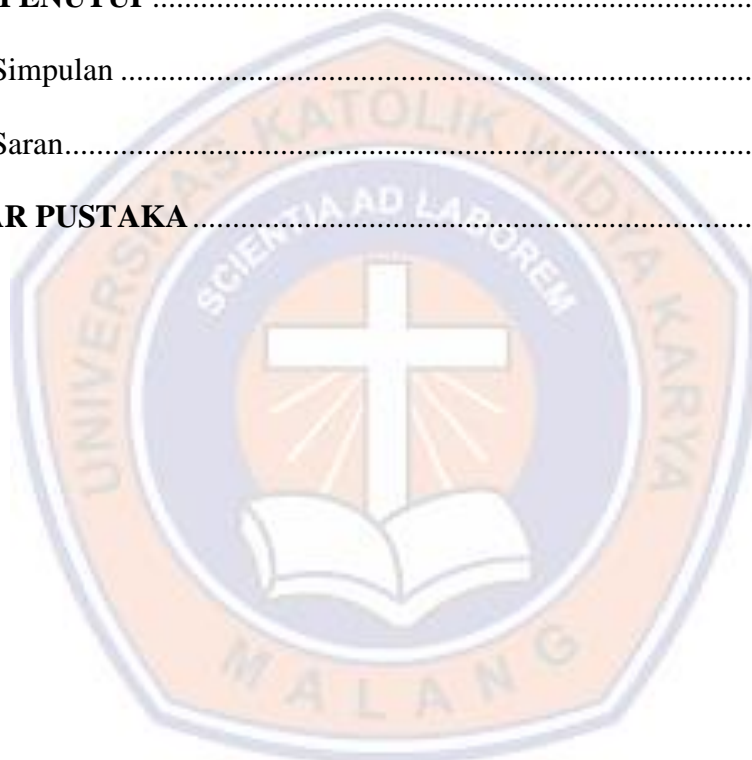 PENUTUP
Simpulan
Saran
AR PUSTAKA
UNIVERSITAS KATOLIK WIDYA KARYA
SCIENTIA AD LABOREM
MALANG